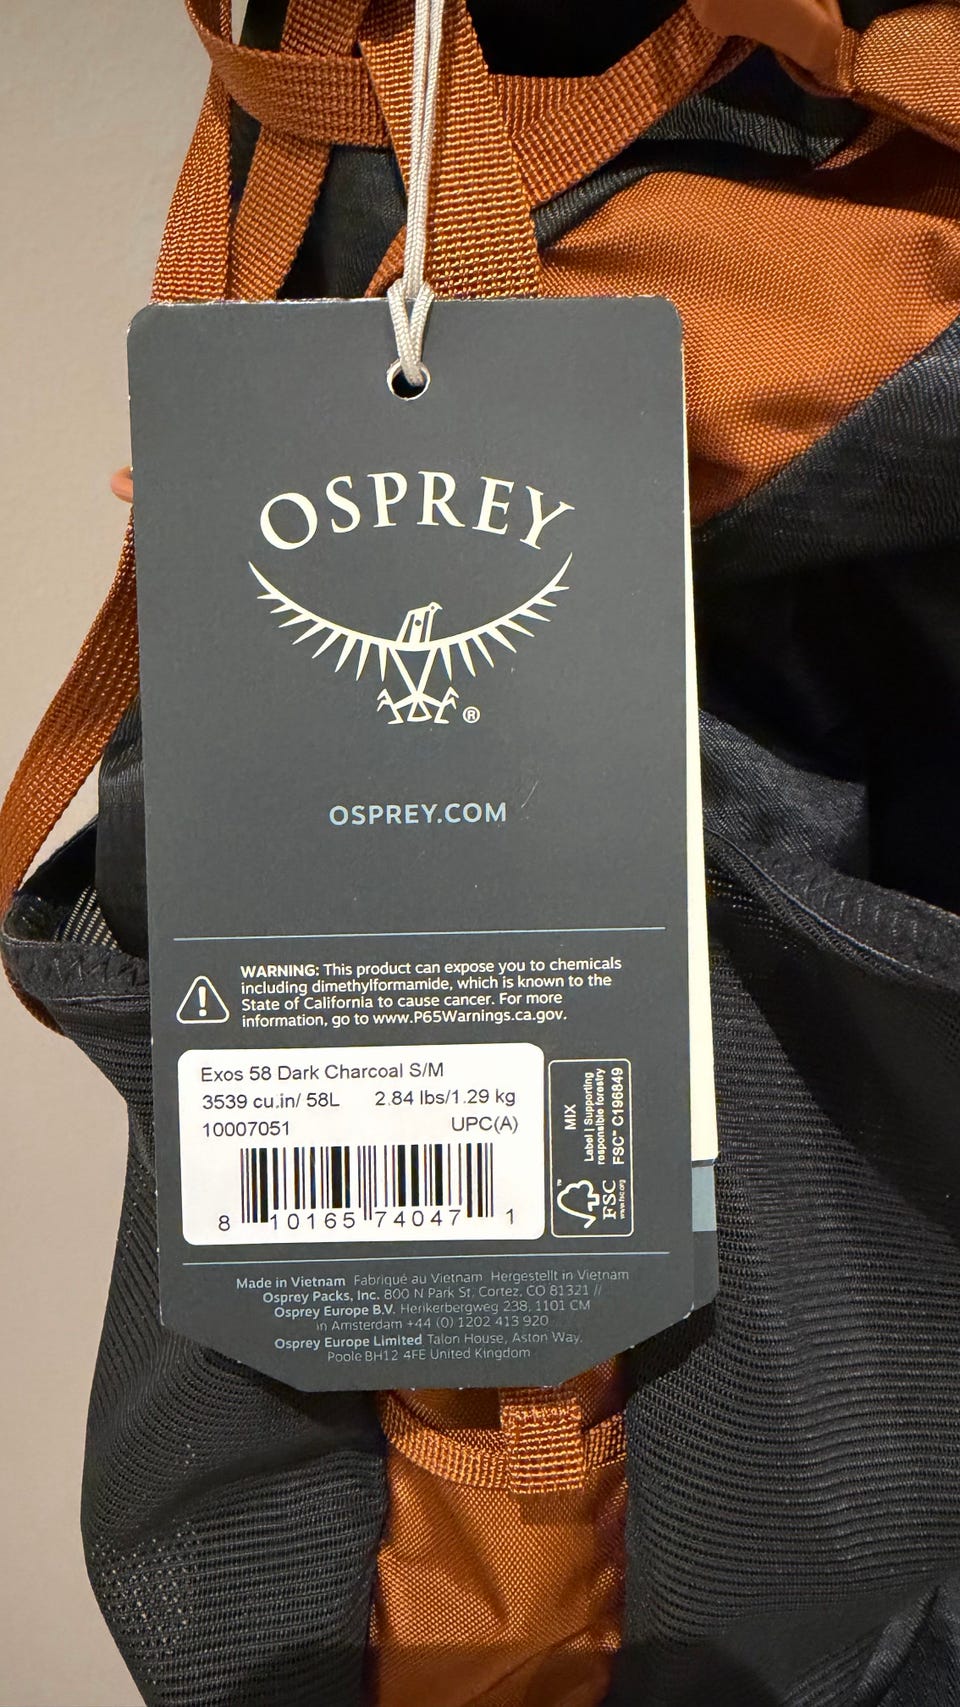 OSPREY
®
OSPREY.COM
WARNING: This product can expose you to chemicals
including dimethylformamide, which is known to the
State of California to cause cancer. For more
information, go to www.P65Warnings.ca.gov.
Exos 58 Dark Charcoal S/M
3539 cu.in/ 58L 2.84 lbs/1.29 kg
10007051 UPC(A)
8 10165 74047 1
MIX
Label | Supporting
responsible forestry
FSC™ C196849
™
FSC
www.fsc.org
Made in Vietnam Fabriqué au Vietnam Hergestellt in Vietnam
Osprey Packs, Inc. 800 N Park St. Cortez, CO 81321 //
Osprey Europe B.V. Herikerbergweg 238, 1101 CM
in Amsterdam +44 (0) 1202 413 920
Osprey Europe Limited Talon House, Aston Way,
Poole BH12 4FE United Kingdom